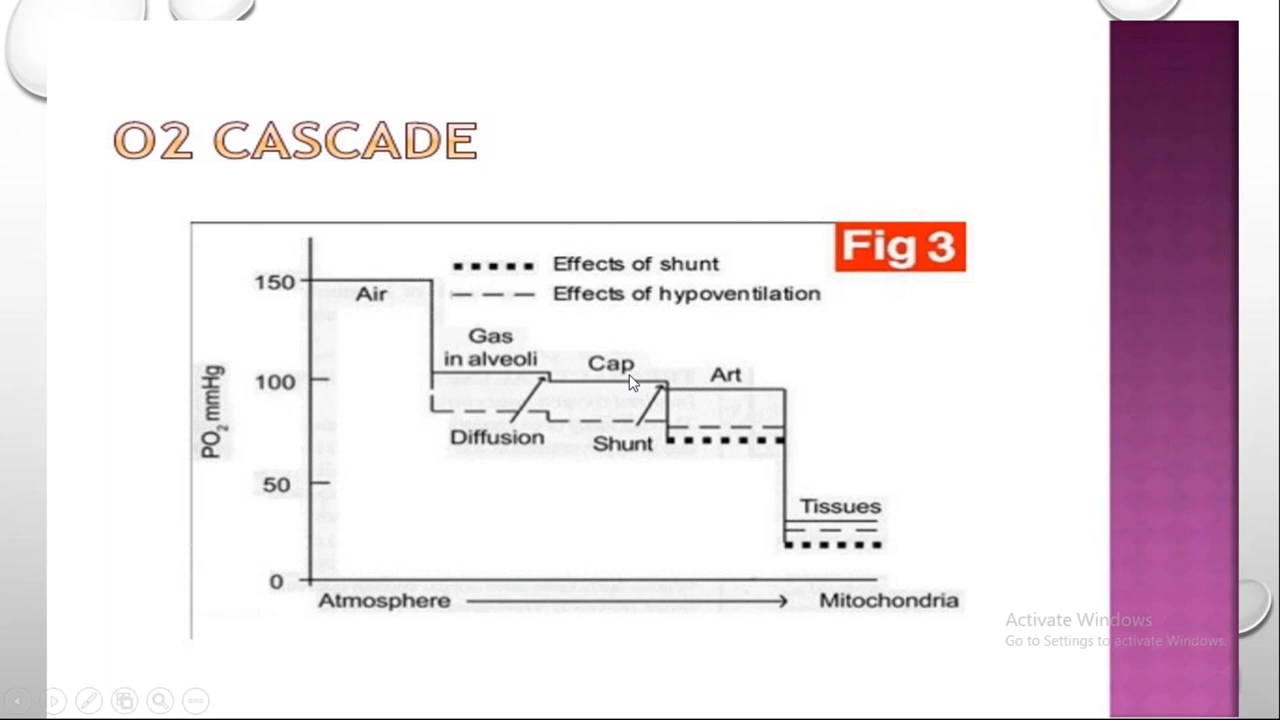 O2 CASCADE
Fig 3
Effects of shunt
Effects of hypoventilation
150
Air
Gas
in alveoli
Cap
Art
100
PO2 mmHg
Diffusion
Shunt
50
Tissues
0
Atmosphere
Mitochondria
Activate Windows
Go to Settings to activate Windows.